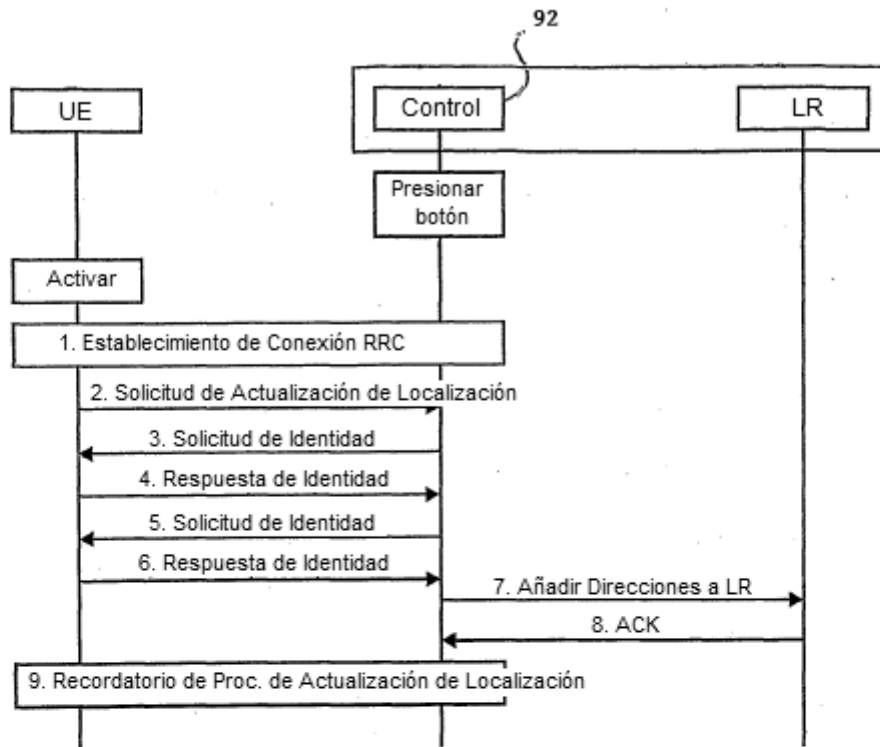 92
UE
Control
LR
Presionar
botón
Activar
1. Establecimiento de Conexión RRC
2. Solicitud de Actualización de Localización
3. Solicitud de Identidad
4. Respuesta de Identidad
5. Solicitud de Identidad
6. Respuesta de Identidad
7. Añadir Direcciones a LR
8. ACK
9. Recordatorio de Proc. de Actualización de Localización